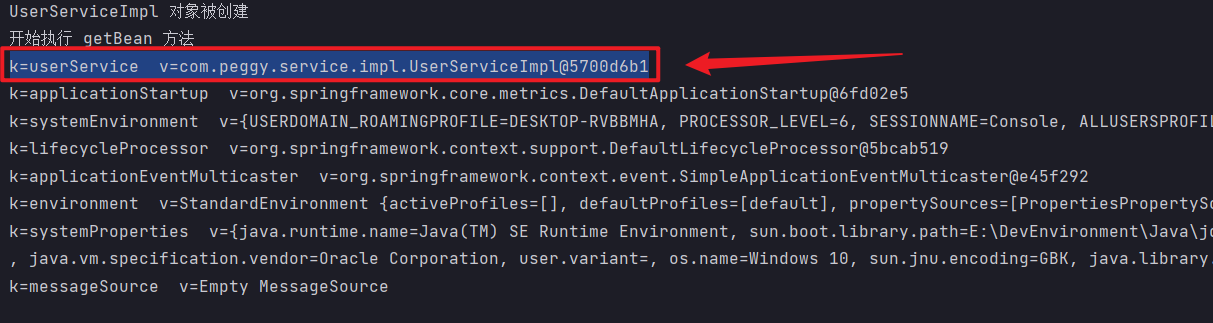 UserServiceImpl 对象被创建
开始执行 getBean 方法
k=userService  v=com.peggy.service.impl.UserServiceImpl@5700d6b1
k=applicationStartup  v=org.springframework.core.metrics.DefaultApplicationStartup@6fd02e5
k=systemEnvironment  v={USERDOMAIN_ROAMINGPROFILE=DESKTOP-RVBBMHA, PROCESSOR_LEVEL=6, SESSIONNAME=Console, ALLUSERSPROFIL
k=lifecycleProcessor  v=org.springframework.context.support.DefaultLifecycleProcessor@5bcab519
k=applicationEventMulticaster  v=org.springframework.context.event.SimpleApplicationEventMulticaster@e45f292
k=environment  v=StandardEnvironment {activeProfiles=[], defaultProfiles=[default], propertySources=[PropertiesPropertySo
k=systemProperties  v={java.runtime.name=Java(TM) SE Runtime Environment, sun.boot.library.path=E:\DevEnvironment\Java\jd
, java.vm.specification.vendor=Oracle Corporation, user.variant=, os.name=Windows 10, sun.jnu.encoding=GBK, java.library.
k=messageSource  v=Empty MessageSource